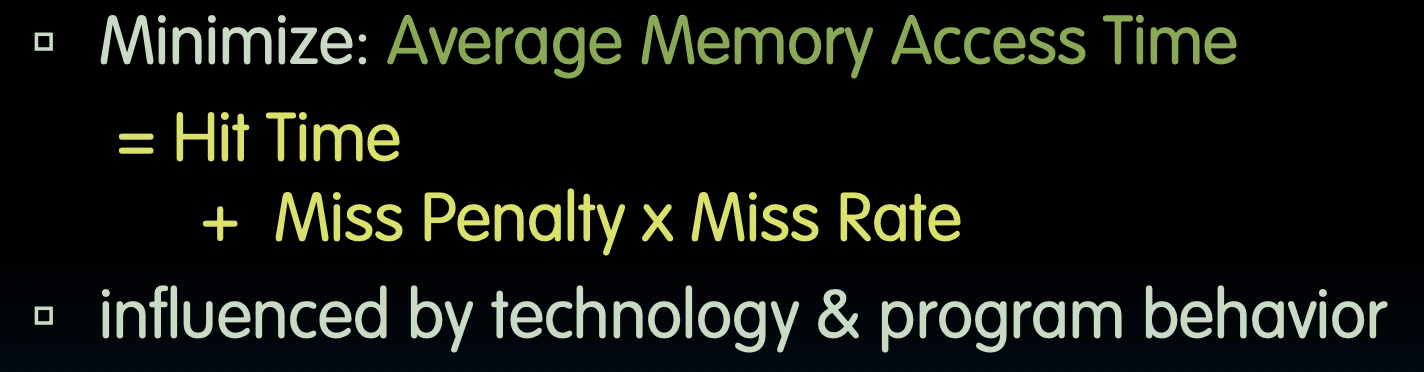 Minimize: Average Memory Access Time
= Hit Time
+ Miss Penalty x Miss Rate
influenced by technology & program behavior